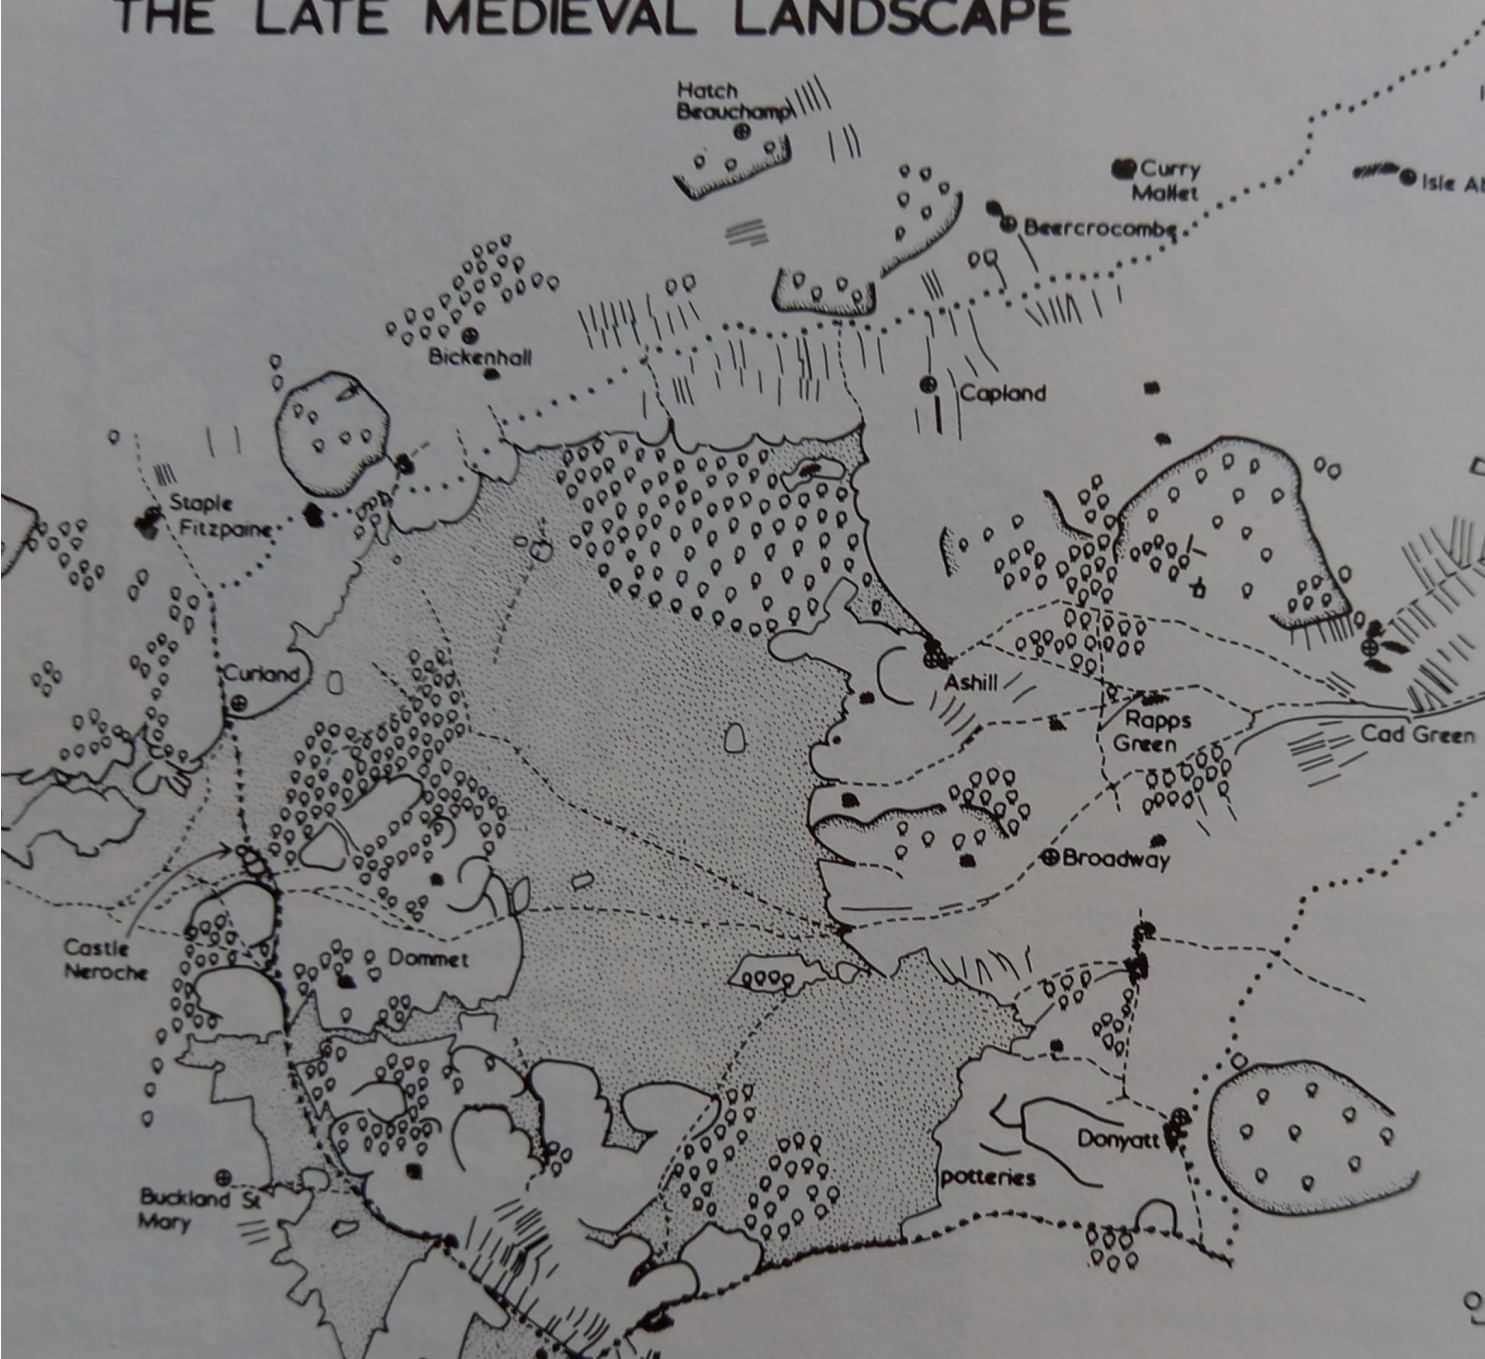 THE LATE MEDIEVAL LANDSCAPE
Hatch
Beauchamp
Curry
Mallet
Isle
Beercrocombe
Bickenhall
Capland
Staple
Fitzpaine
Curland
Ashill
Rapps
Green
Cad Green
Broadway
Castle
Neroche
Dommet
Donyatt
potteries
Buckland St
Mary